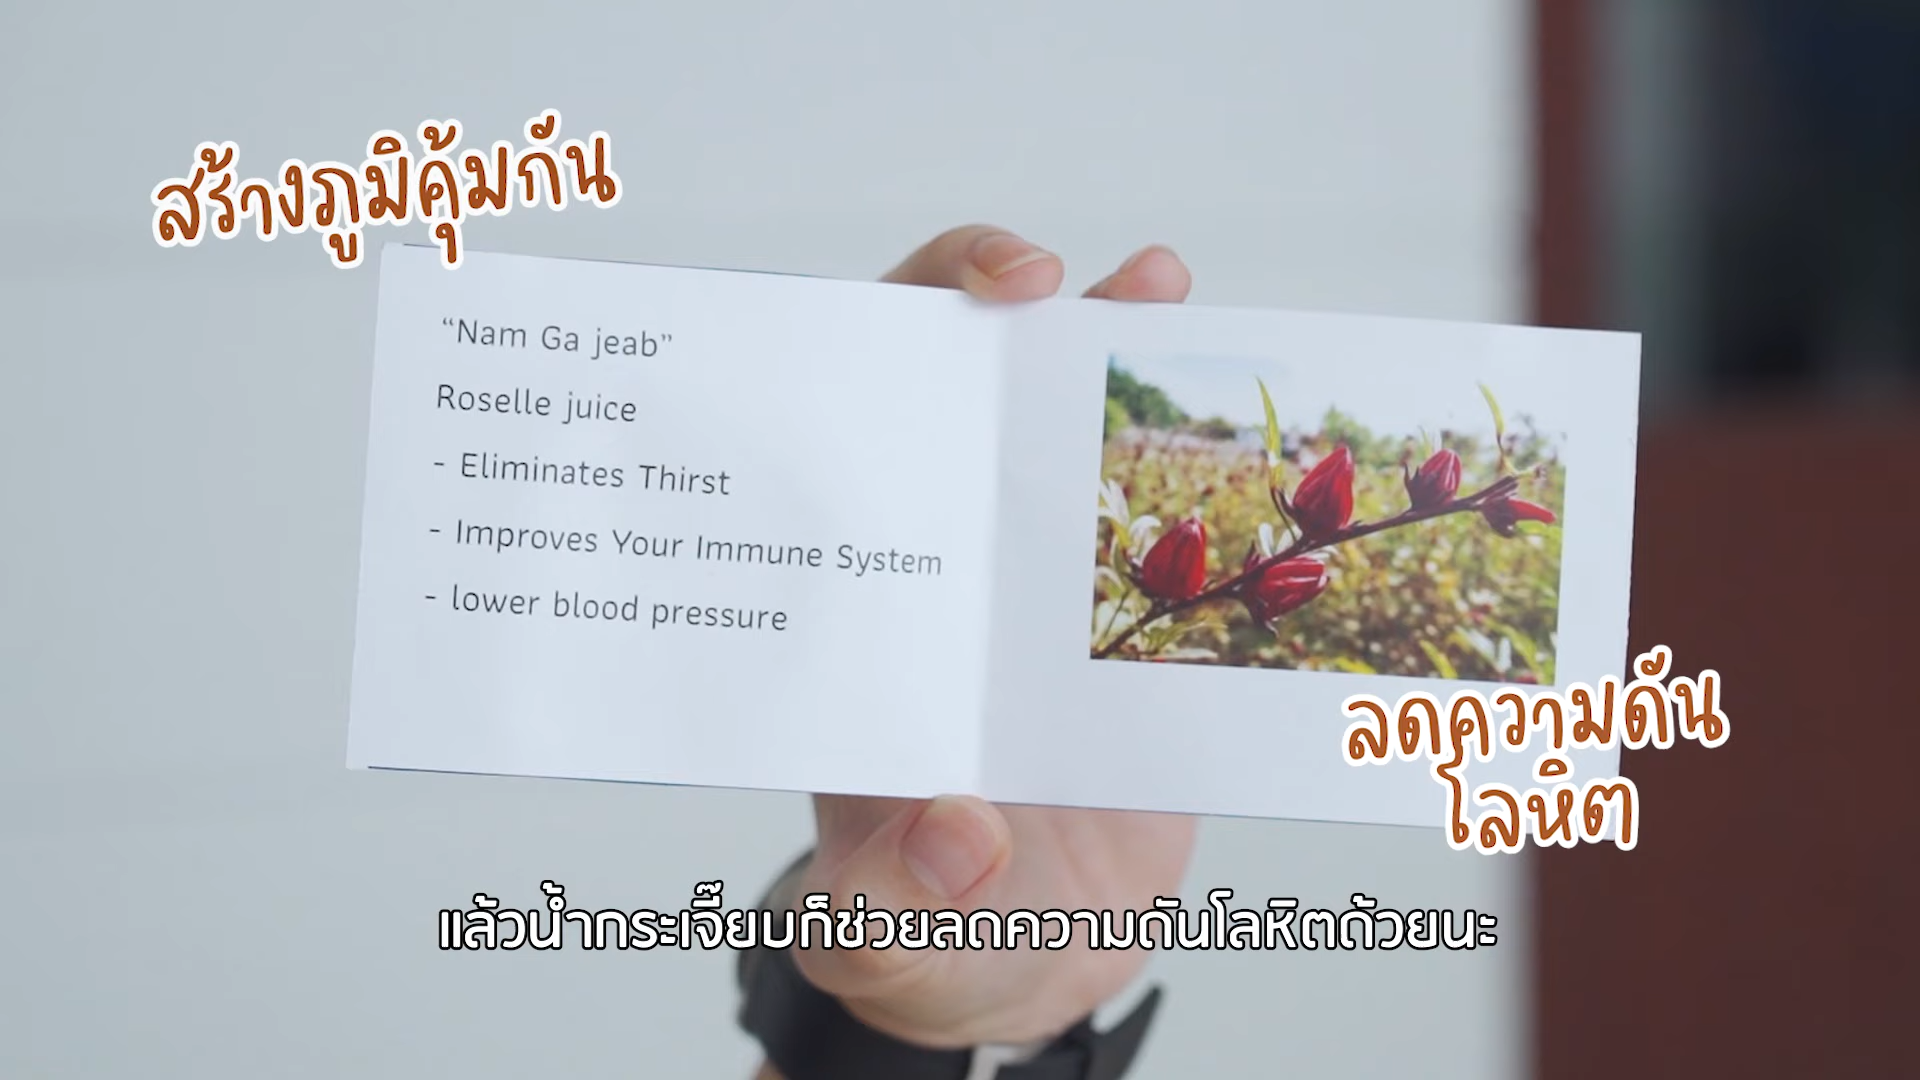 สร้างภูมิคุ้มกัน
“Nam Ga jeab”
Roselle juice
- Eliminates Thirst
- Improves Your Immune System
- lower blood pressure
ลดความดัน
โลหิต
แล้วน้ำกระเจี๊ยบก็ช่วยลดความดันโลหิตด้วยนะ